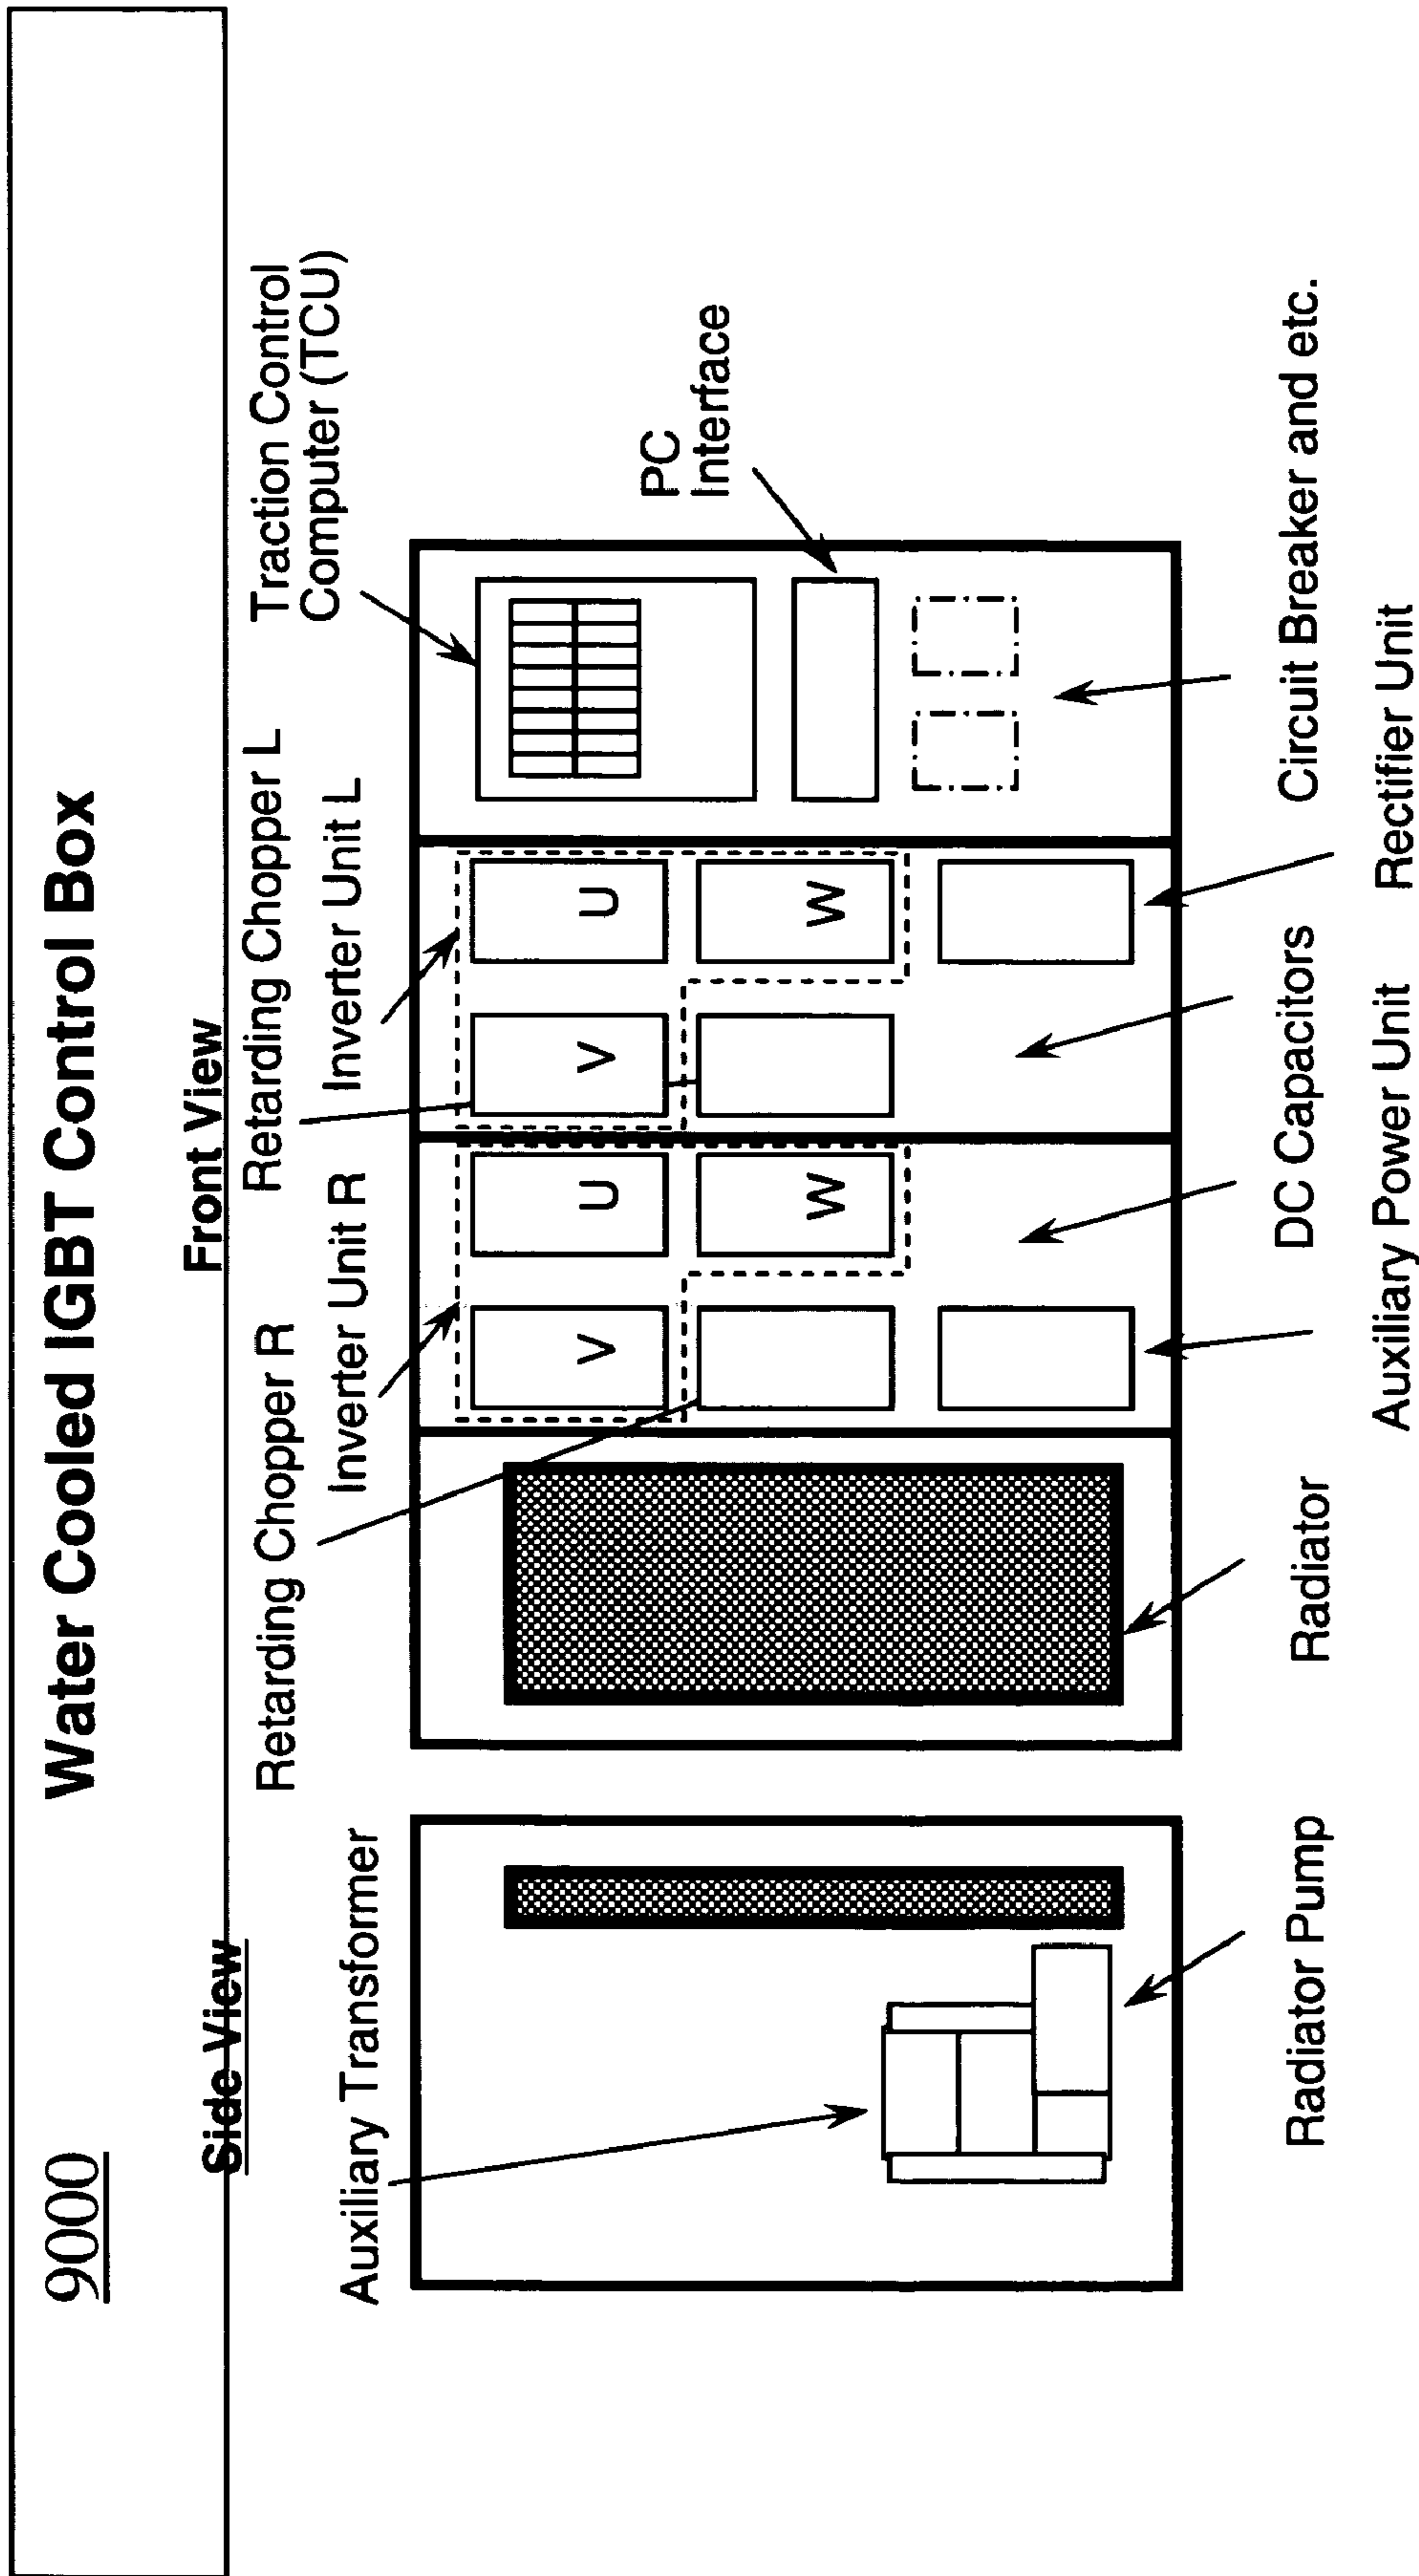 9000
Water Cooled IGBT Control Box
Side View
Front View
Auxiliary Transformer
Retarding Chopper R
Inverter Unit R
Retarding Chopper L
Inverter Unit L
Traction Control
Computer (TCU)
PC
Interface
V
U
V
U
W
W
Radiator Pump
Radiator
DC Capacitors
Circuit Breaker and etc.
Auxiliary Power Unit
Rectifier Unit